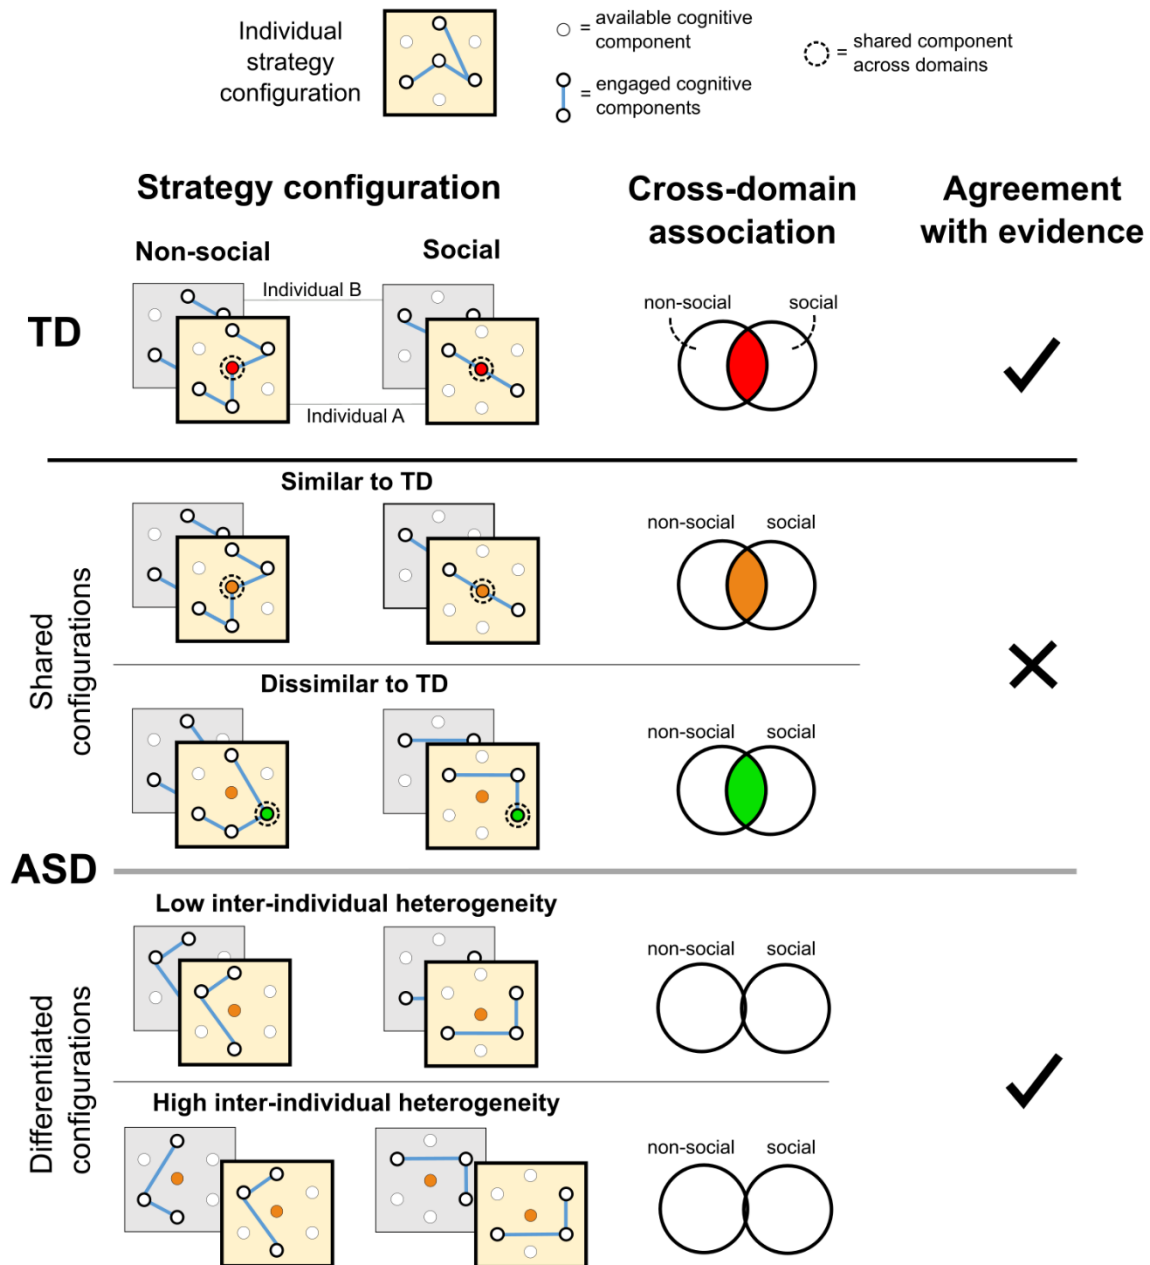 Individual
strategy
configuration
= available cognitive
component
= engaged cognitive
components
= shared component
across domains
Strategy configuration
Cross-domain
association
Agreement
with evidence
Non-social
Social
Individual B
Individual A
TD
non-social
social
Similar to TD
non-social
social
Shared
configurations
Dissimilar to TD
non-social
social
ASD
Low inter-individual heterogeneity
non-social
social
Differentiated
configurations
High inter-individual heterogeneity
non-social
social